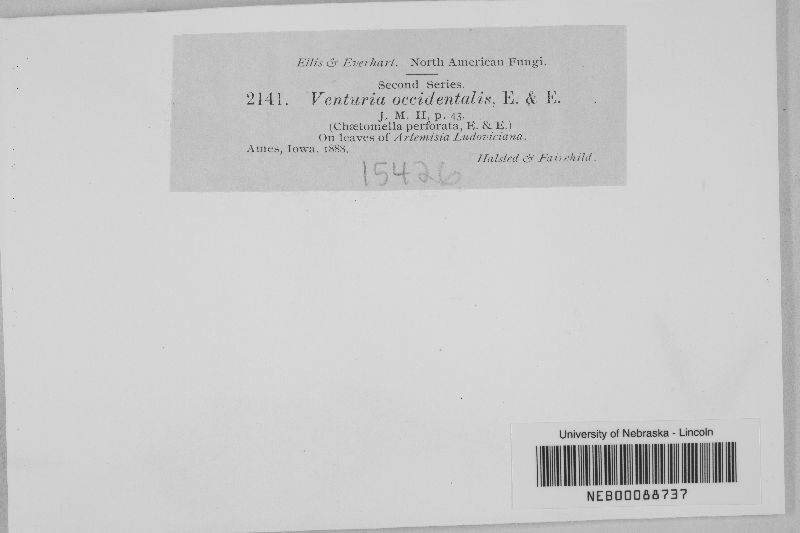 Ellis & Everhart. North American Fungi.
Second Series.
2141. Venturia occidentalis, E. & E.
J. M. II, p. 43.
(Chætomella perforata, E. & E.)
On leaves of Artemisia Ludoviciana.
Ames, Iowa. 1888.
Halsted & Fairchild.
15426
University of Nebraska - Lincoln
NEB00088737